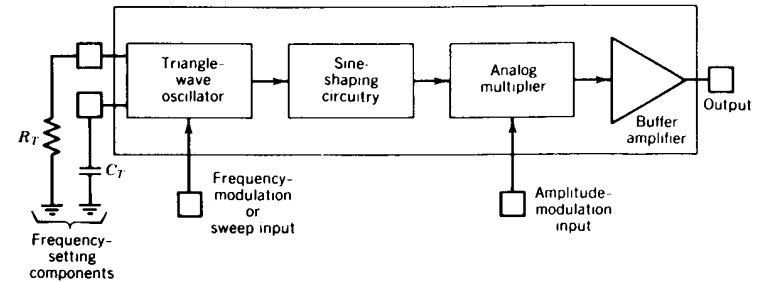 Triangle-
wave
oscillator
Sine-
shaping
circuitry
Analog
multiplier
Buffer
amplifier
Output
R_T
C_T
Frequency-
setting
components
Frequency-
modulation
or
sweep input
Amplitude-
modulation
input